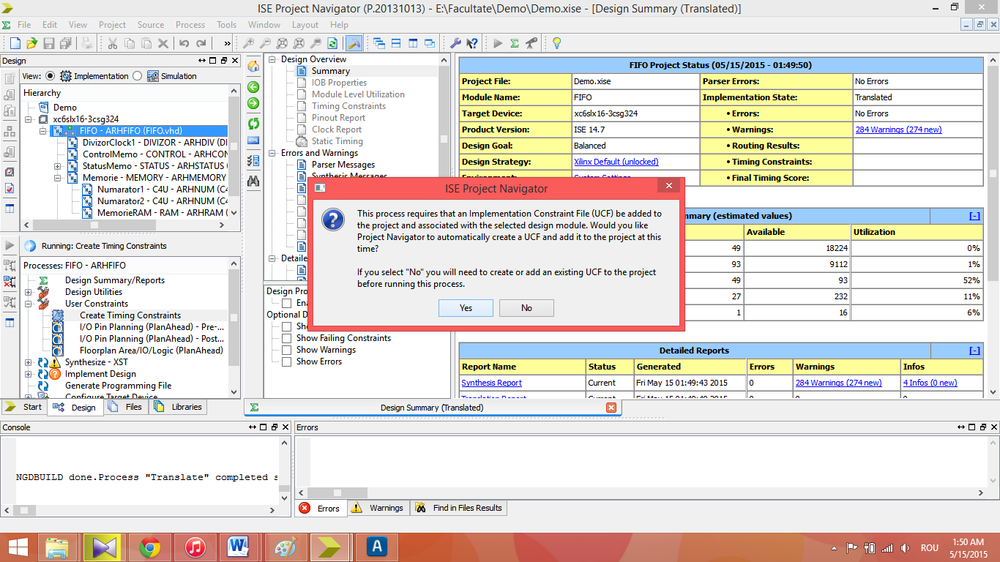 ISE Project Navigator (P.20131013) - E:\Facultate\Demo\Demo.xise - [Design Summary (Translated)]
File Edit View Project Source Process Tools Window Layout Help
Design
View: Implementation Simulation
Hierarchy
Demo
xc6slx16-3csg324
FIFO - ARHFIFO (FIFO.vhd)
DivizorClock1 - DIVIZOR - ARHDIV (DI
ControlMemo - CONTROL - ARHCON
StatusMemo - STATUS - ARHSTATUS (
Memorie - MEMORY - ARHMEMORY
Numarator1 - C4U - ARHNUM (C4
Numarator2 - C4U - ARHNUM (C4
MemorieRAM - RAM - ARHRAM (
Running: Create Timing Constraints
Processes: FIFO - ARHFIFO
Design Summary/Reports
Design Utilities
User Constraints
Create Timing Constraints
I/O Pin Planning (PlanAhead) - Pre-...
I/O Pin Planning (PlanAhead) - Post...
Floorplan Area/IO/Logic (PlanAhead)
Synthesize - XST
Implement Design
Generate Programming File
Configure Target Device
Start Design Files Libraries
Design Overview
Summary
IOB Properties
Module Level Utilization
Timing Constraints
Pinout Report
Clock Report
Static Timing
Errors and Warnings
Parser Messages
Synthesis Messages
Detaile
Design Pro
Ena
Optional D
Sho
Show Failing Constraints
Show Warnings
Show Errors
FIFO Project Status (05/15/2015 - 01:49:50)
Project File: Demo.xise Parser Errors: No Errors
Module Name: FIFO Implementation State: Translated
Target Device: xc6slx16-3csg324 • Errors: No Errors
Product Version: ISE 14.7 • Warnings: 284 Warnings (274 new)
Design Goal: Balanced • Routing Results:
Design Strategy: Xilinx Default (unlocked) • Timing Constraints:
Environment: System Settings • Final Timing Score:
ISE Project Navigator
This process requires that an Implementation Constraint File (UCF) be added to
the project and associated with the selected design module. Would you like
Project Navigator to automatically create a UCF and add it to the project at this
time?
If you select "No" you will need to create or add an existing UCF to the project
before running this process.
Yes No
mmary (estimated values) [-]
Available Utilization
49 18224 0%
93 9112 1%
49 93 52%
27 232 11%
1 16 6%
Detailed Reports [-]
Report Name Status Generated Errors Warnings Infos
Synthesis Report Current Fri May 15 01:49:43 2015 0 284 Warnings (274 new) 4 Infos (0 new)
Translation Report Current Fri May 15 01:49:49 2015 0 0 0
Design Summary (Translated)
Console
NGDBUILD done.Process "Translate" completed s
Errors
Errors Warnings Find in Files Results
ROU
1:50 AM
5/15/2015